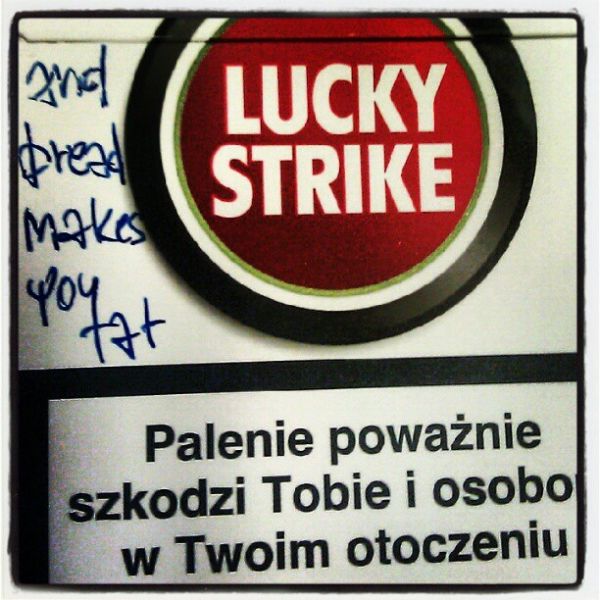 and
bread
makes
you
fat
LUCKY
STRIKE
Palenie poważnie
szkodzi Tobie i osobo
w Twoim otoczeniu